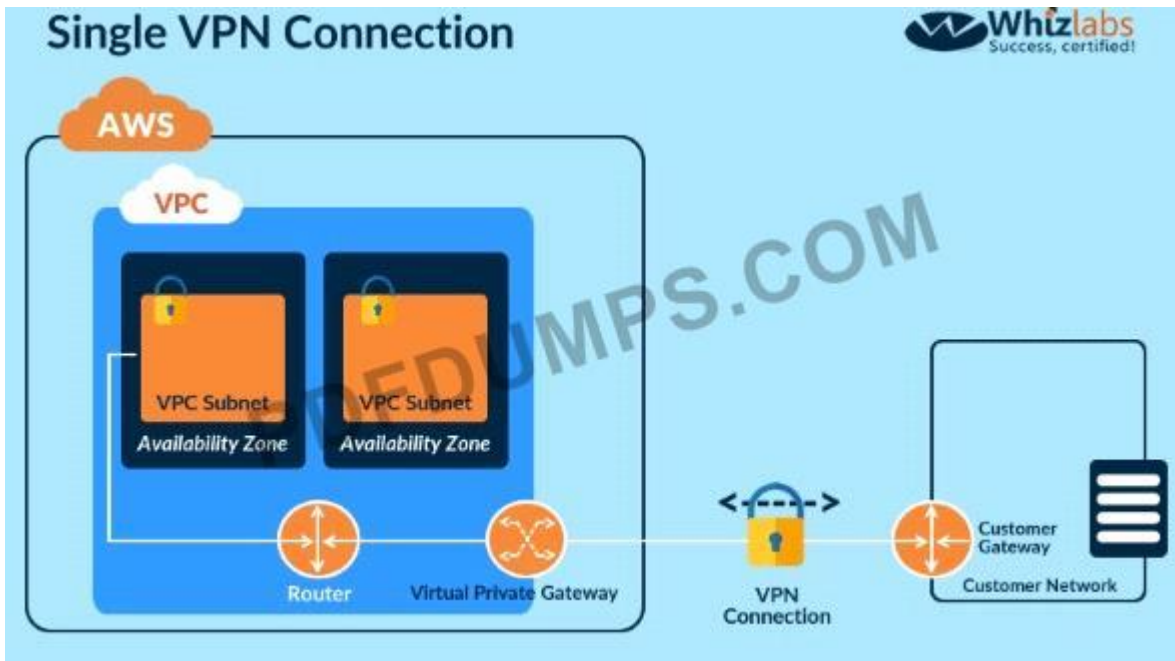 Single VPN Connection
Whizlabs
Success, certified!
AWS
VPC
VPC Subnet
VPC Subnet
Availability Zone
Availability Zone
PDFDUMPS.COM
Router
Virtual Private Gateway
VPN
Connection
Customer
Gateway
Customer Network